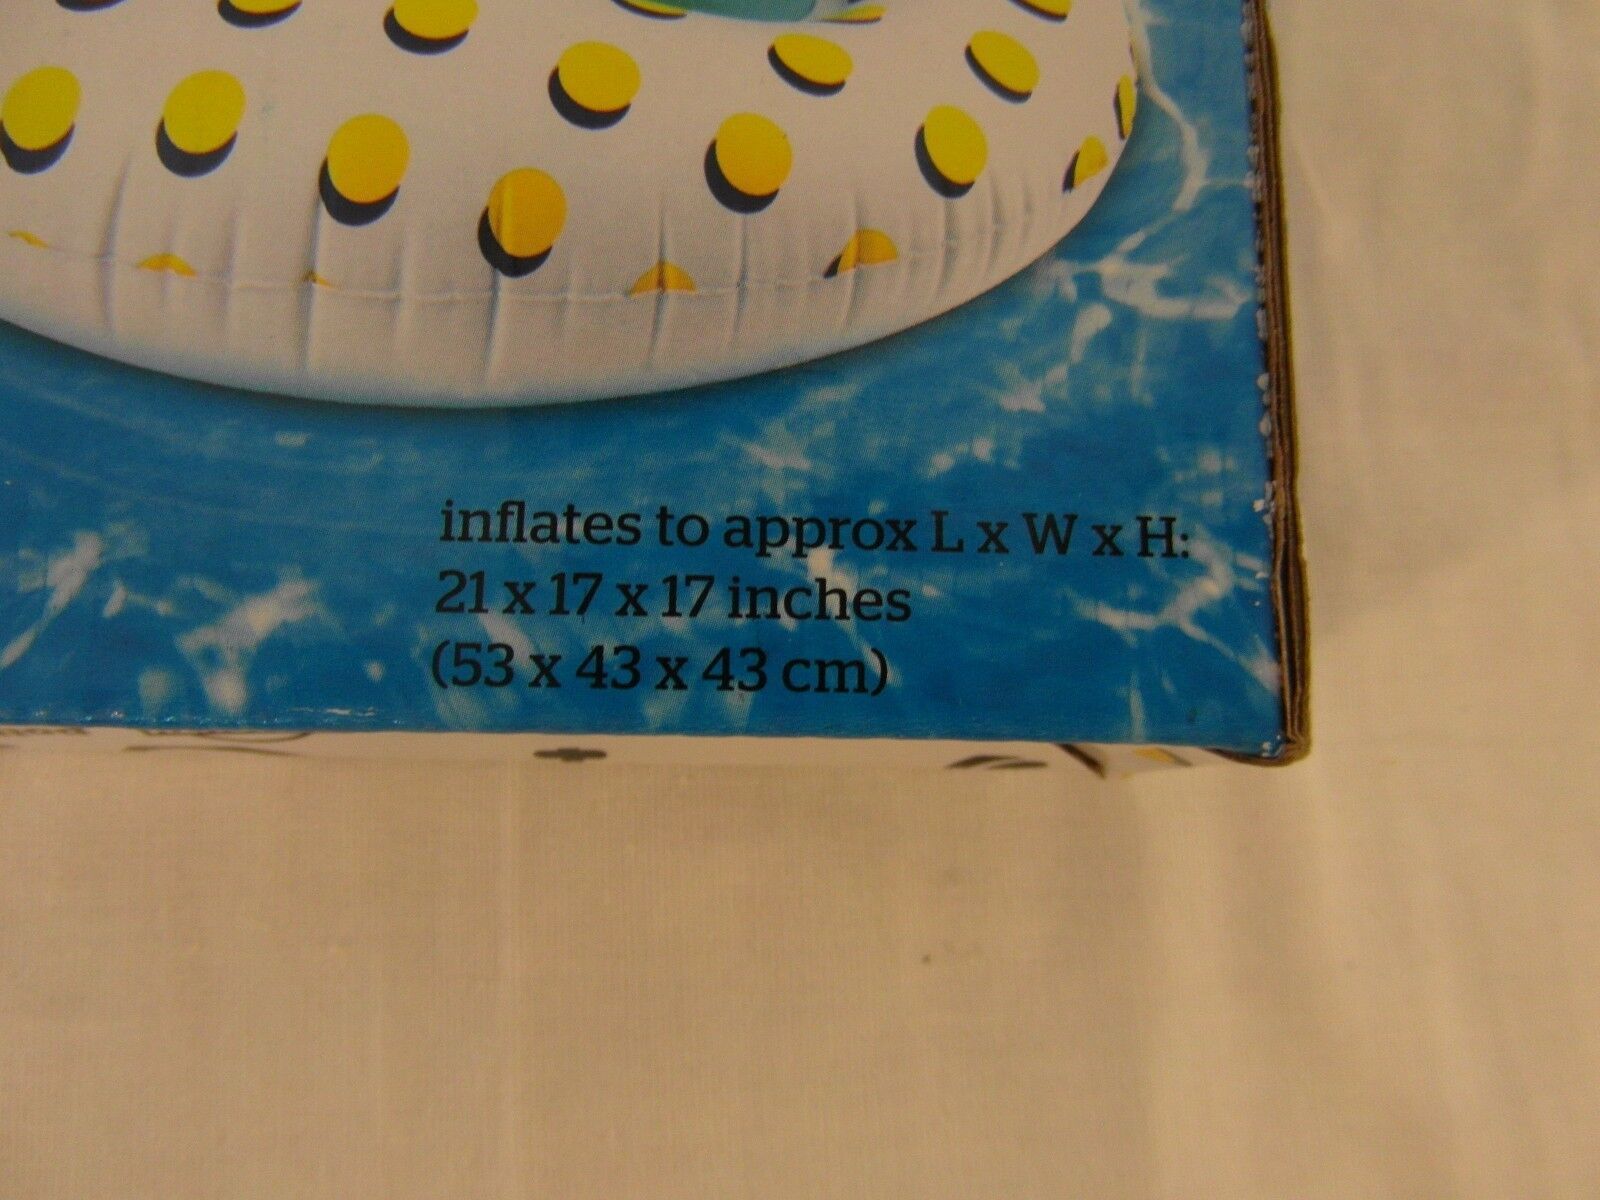 inflates to approx L x W x H:
21 x 17 x 17 inches
(53 x 43 x 43 cm)